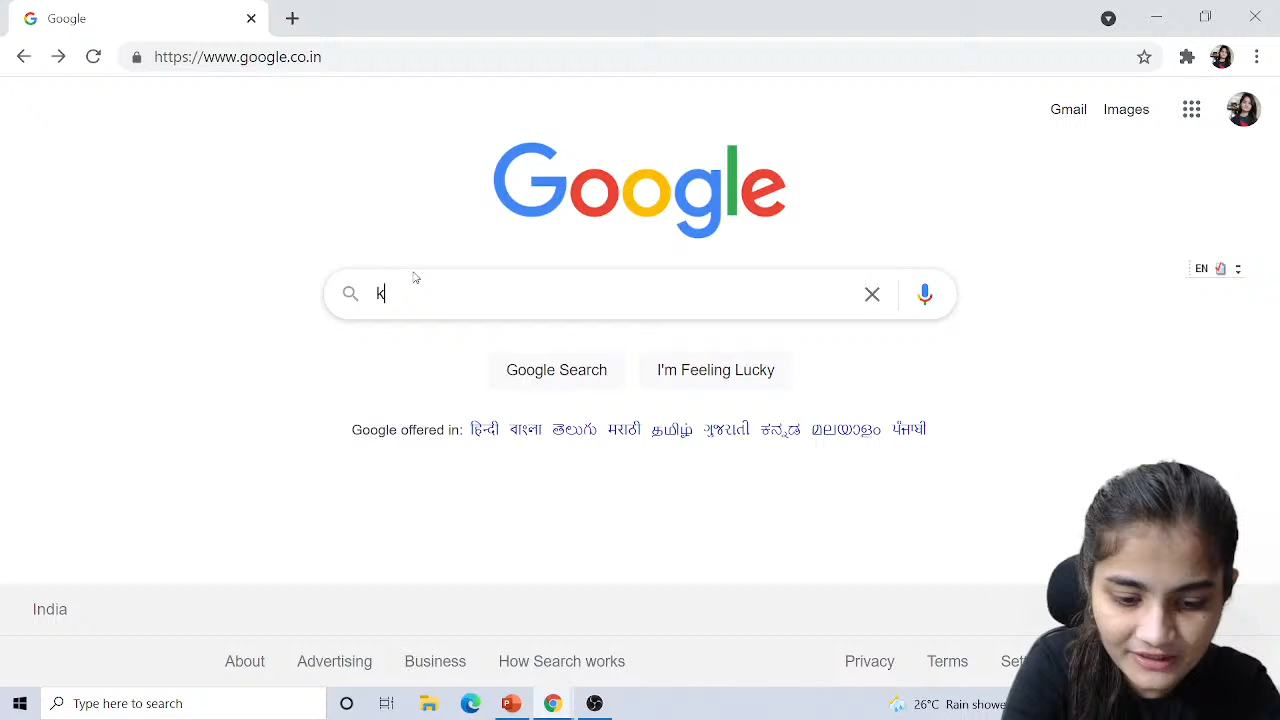 Google
https://www.google.co.in
Gmail Images
Google
k
EN
Google Search I'm Feeling Lucky
Google offered in: हिन्दी বাংলা తెలుగు मराठी தமிழ் ગુજરાતી ಕನ್ನಡ മലയാളം ਪੰਜਾਬੀ
India
About Advertising Business How Search works Privacy Terms
Type here to search 26°C Rain